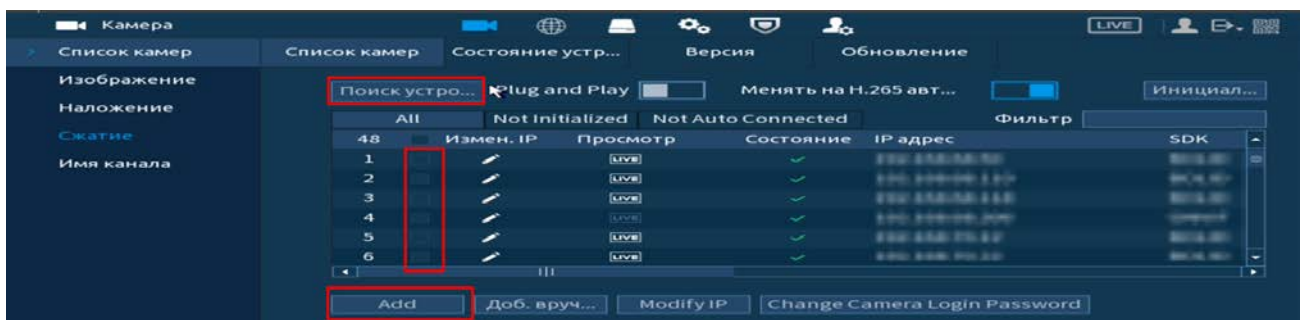 Камера LIVE
Список камер Список камер Состояние устр... Версия Обновление
Изображение
Поиск устро... Plug and Play Менять на H.265 авт... Инициал...
Наложение
All Not Initialized Not Auto Connected Фильтр
Сжатие
48 Измен. IP Просмотр Состояние IP адрес SDK
Имя канала
1 LIVE
2 LIVE
3 LIVE
4 LIVE
5 LIVE
6 LIVE
Add Доб. вруч... Modify IP Change Camera Login Password